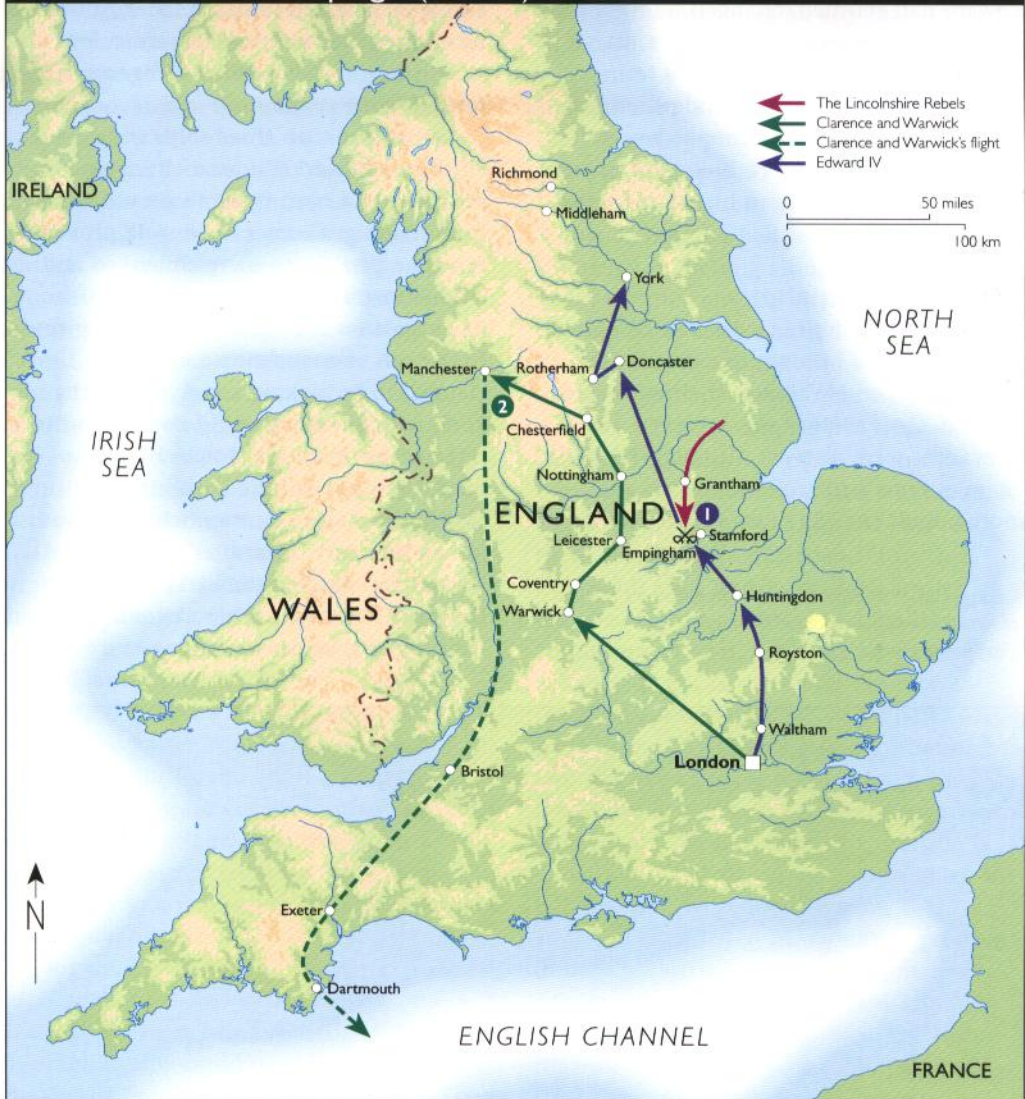 The Lincolnshire Rebels
Clarence and Warwick
Clarence and Warwick's flight
Edward IV
0 50 miles
0 100 km
Richmond
IRELAND
Middleham
York
NORTH
SEA
Manchester
Rotherham
Doncaster
2
Chesterfield
IRISH
SEA
Nottingham
Grantham
ENGLAND
1
Stamford
Leicester
Empingham
Coventry
Huntingdon
WALES
Warwick
Royston
Waltham
London
Bristol
N
Exeter
Dartmouth
ENGLISH CHANNEL
FRANCE